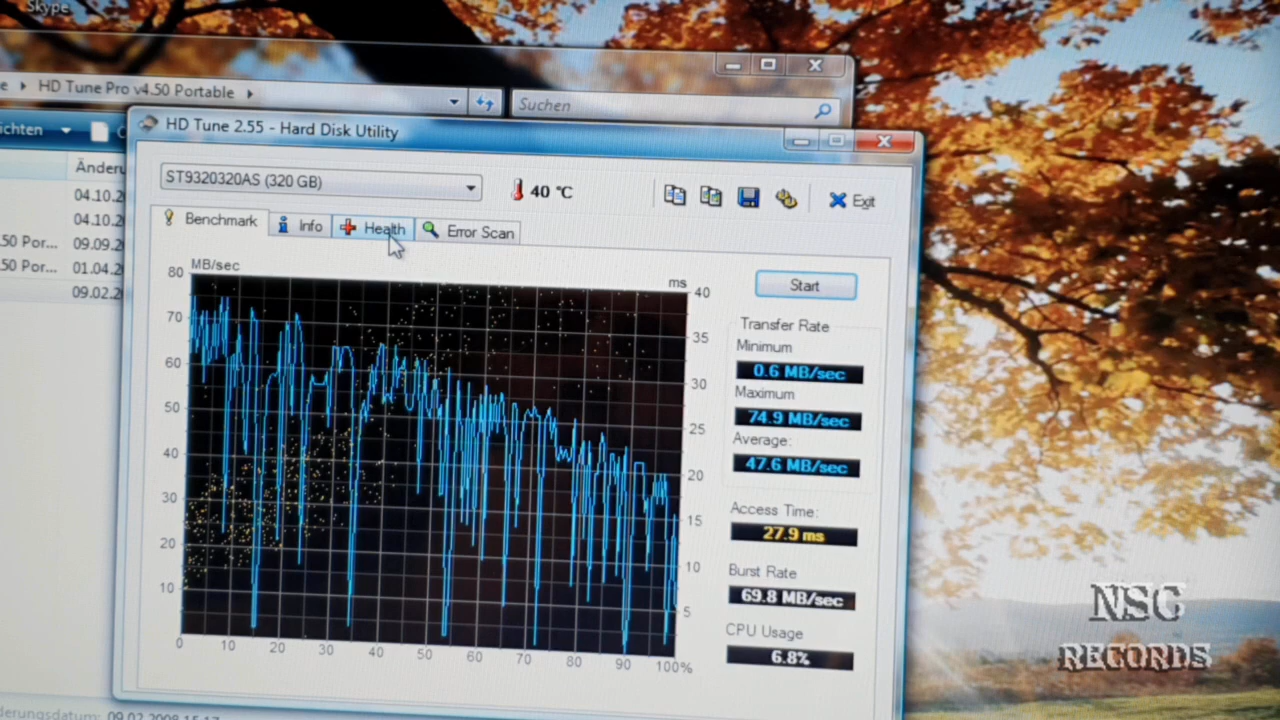 Skype
HD Tune Pro v4.50 Portable
Suchen
ichten
HD Tune 2.55 - Hard Disk Utility
Änderu
ST9320320AS (320 GB)
40 °C
Exit
04.10.2
04.10.2
50 Por... 09.09.2
50 Por... 01.04.2
09.02.2
Benchmark
Info
Health
Error Scan
MB/sec
ms
80
70
60
50
40
30
20
10
40
35
30
25
20
15
10
5
0 10 20 30 40 50 60 70 80 90 100%
Start
Transfer Rate
Minimum
0.6 MB/sec
Maximum
74.9 MB/sec
Average:
47.6 MB/sec
Access Time:
27.9 ms
Burst Rate
69.8 MB/sec
CPU Usage
6.8%
NSC
RECORDS